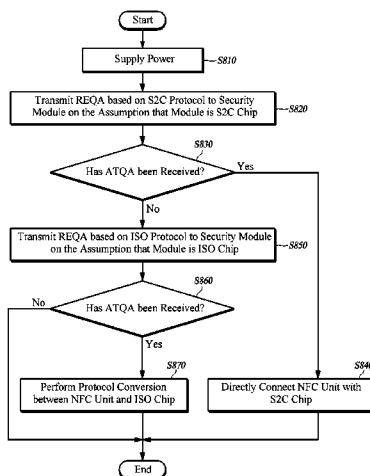 Start
Supply Power
S810
Transmit REQA based on S2C Protocol to Security
Module on the Assumption that Module is S2C Chip
S820
S830
Has ATQA been Received?
Yes
No
Transmit REQA based on ISO Protocol to Security Module
on the Assumption that Module is ISO Chip
S850
S860
No
Has ATQA been Received?
Yes
S870
S840
Perform Protocol Conversion
between NFC Unit and ISO Chip
Directly Connect NFC Unit with
S2C Chip
End